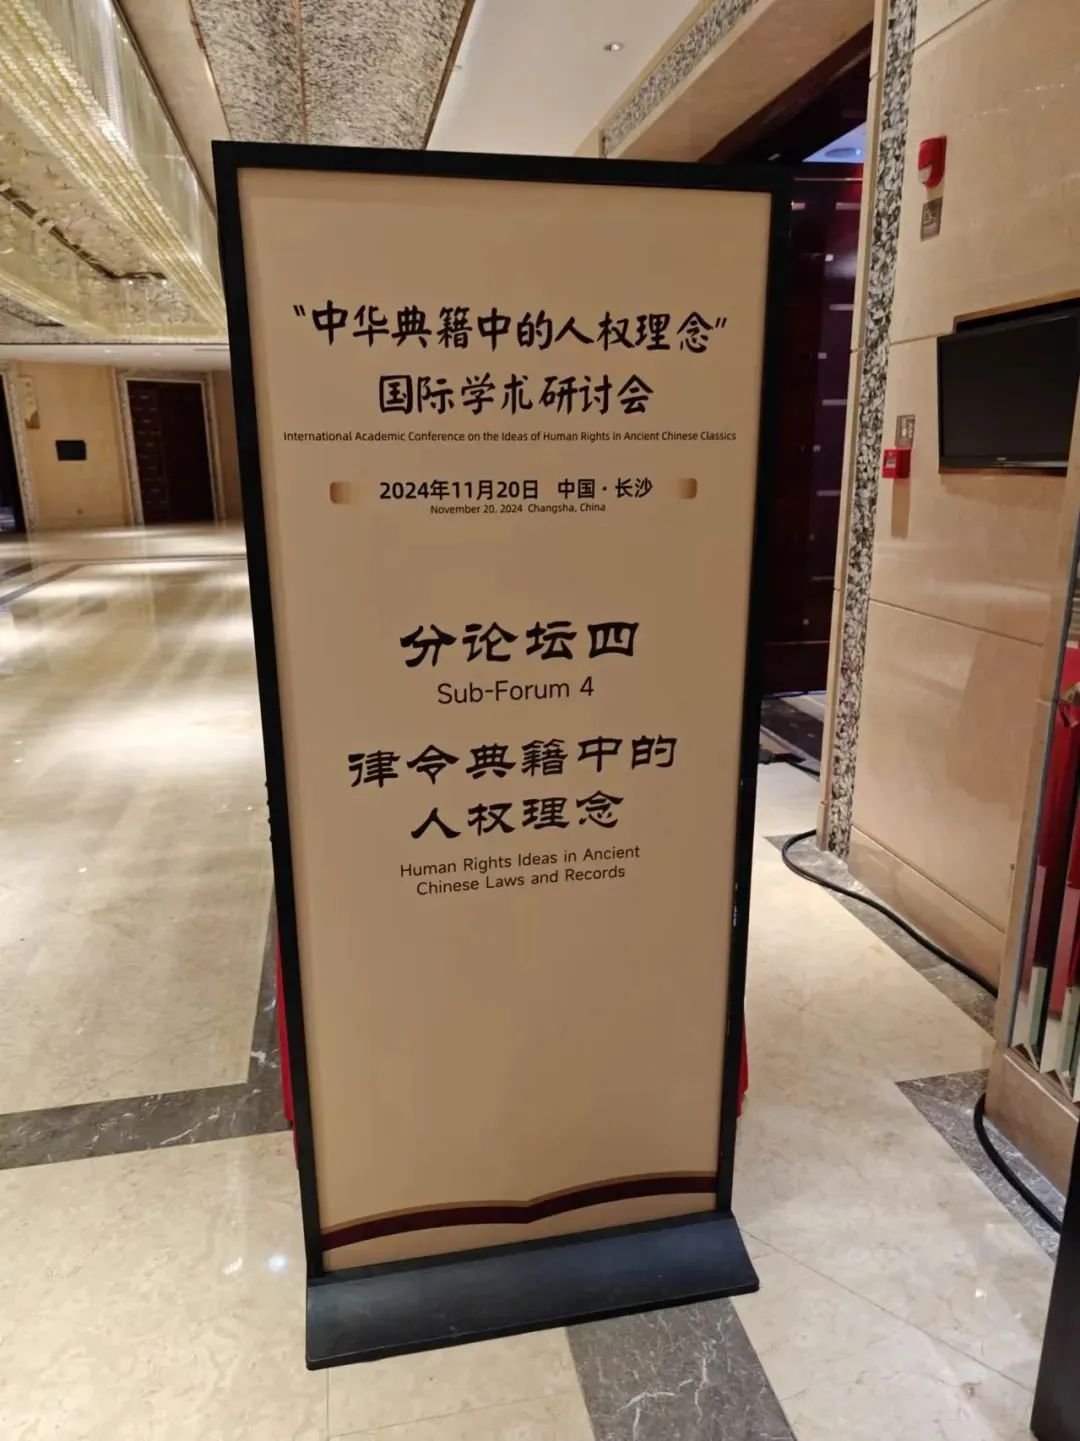 “中华典籍中的人权理念”
国际学术研讨会
International Academic Conference on the Ideas of Human Rights in Ancient Chinese Classics
2024年11月20日 中国·长沙
November 20, 2024 Changsha, China
分论坛四
Sub-Forum 4
律令典籍中的
人权理念
Human Rights Ideas in Ancient
Chinese Laws and Records